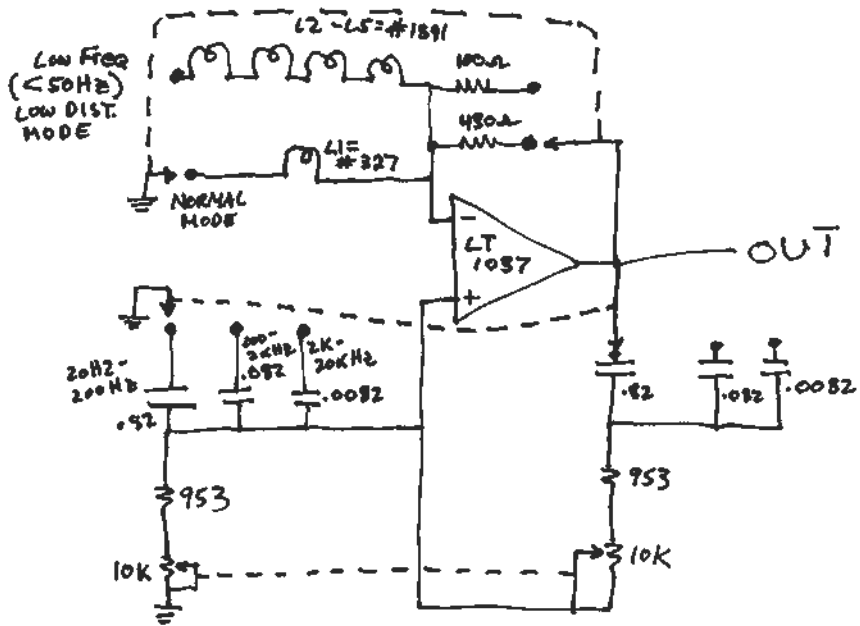 L2-L5=#1891
LOW FREQ
(<50HZ)
LOW DIST.
MODE
100Ω
430Ω
L1=
#327
NORMAL
MODE
-
LT
1037
+
OUT
20HZ-
200HZ
.82
200-
2KHZ
.082
2K-
20KHZ
.0082
.82
.082
.0082
953
953
10K
10K